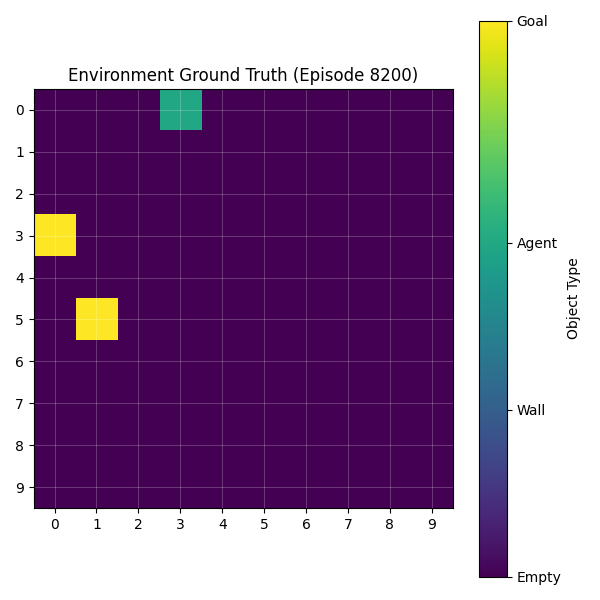 Environment Ground Truth (Episode 8200)
0
1
2
3
4
5
6
7
8
9
0 1 2 3 4 5 6 7 8 9
Goal
Agent
Wall
Empty
Object Type